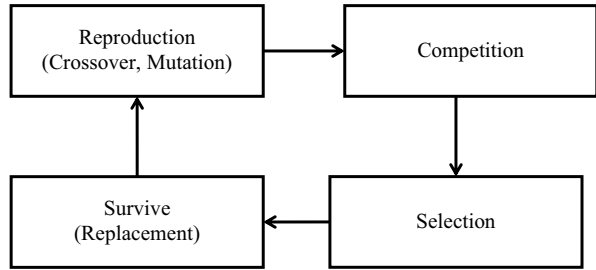 Reproduction
(Crossover, Mutation)
Competition
Survive
(Replacement)
Selection